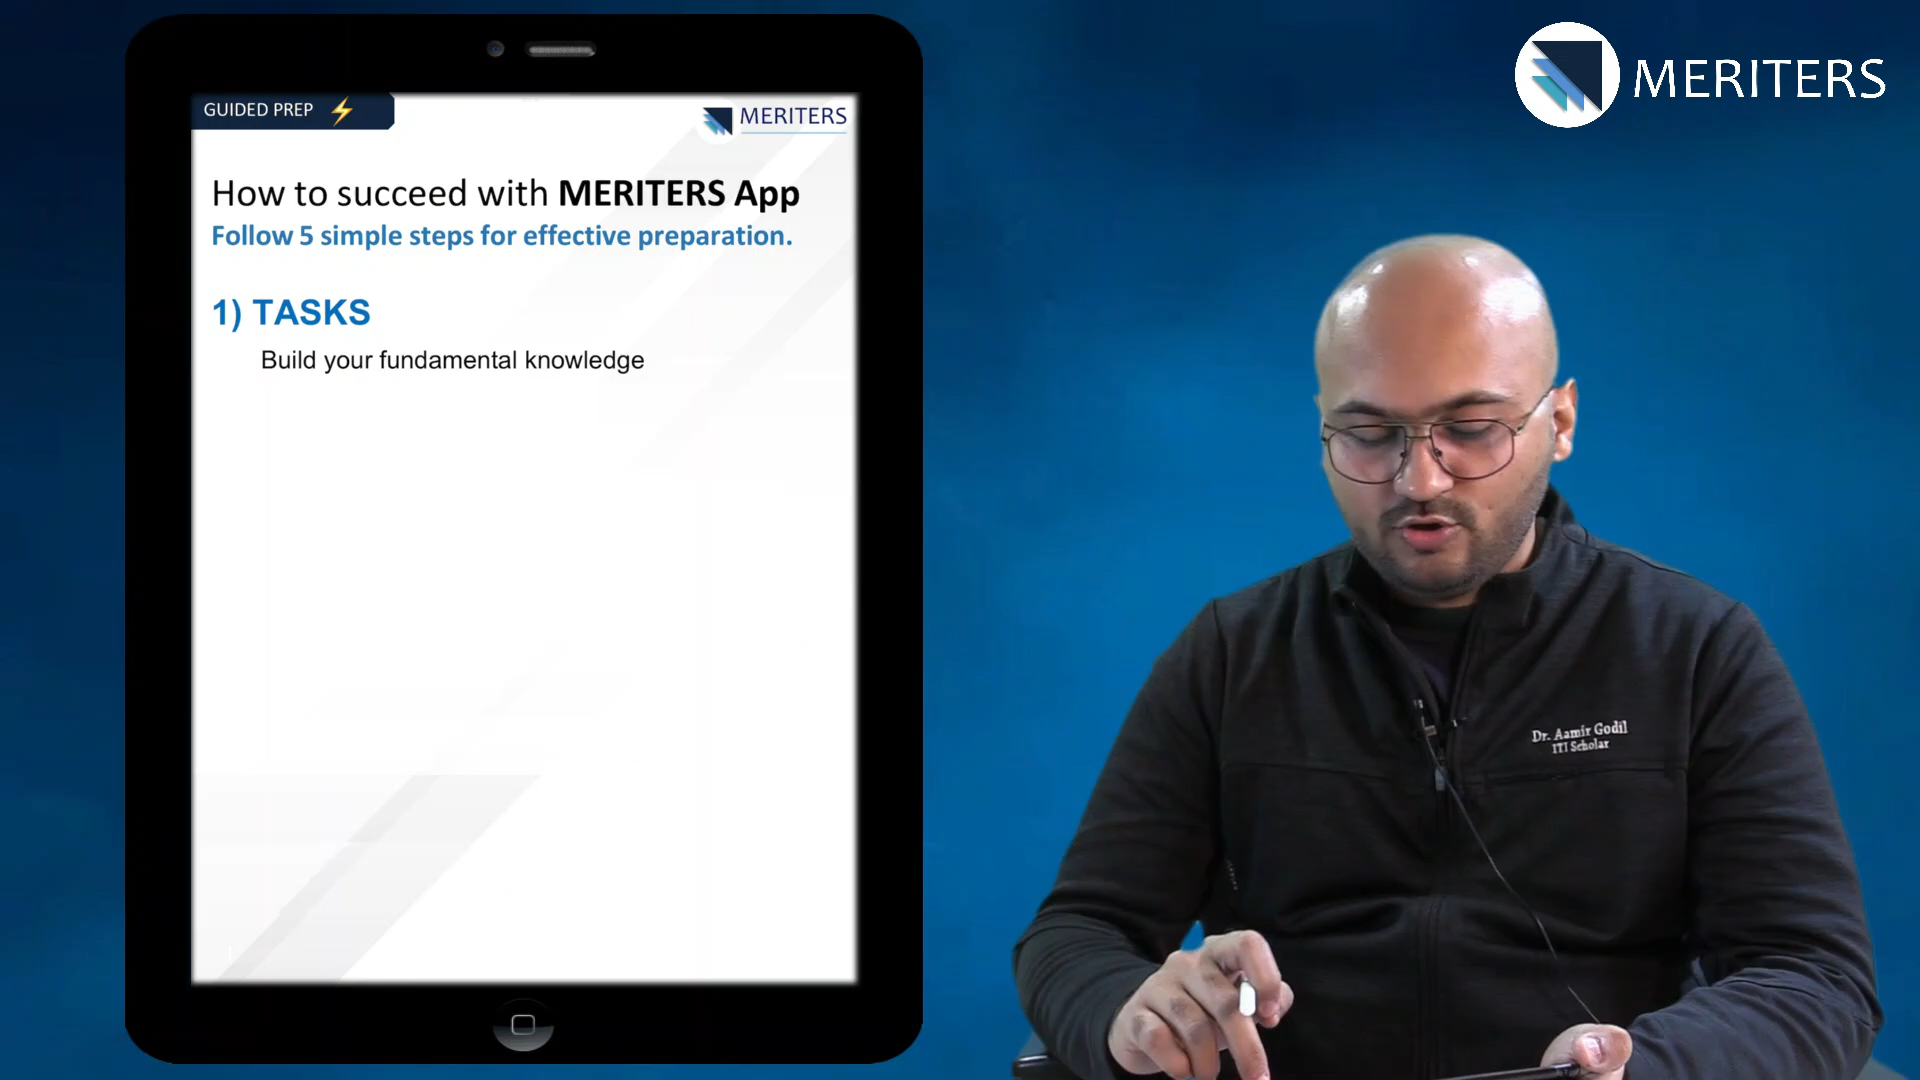 GUIDED PREP
MERITERS
How to succeed with MERITERS App
Follow 5 simple steps for effective preparation.
1) TASKS
Build your fundamental knowledge
MERITERS
Dr. Aamir Godil
ITI Scholar